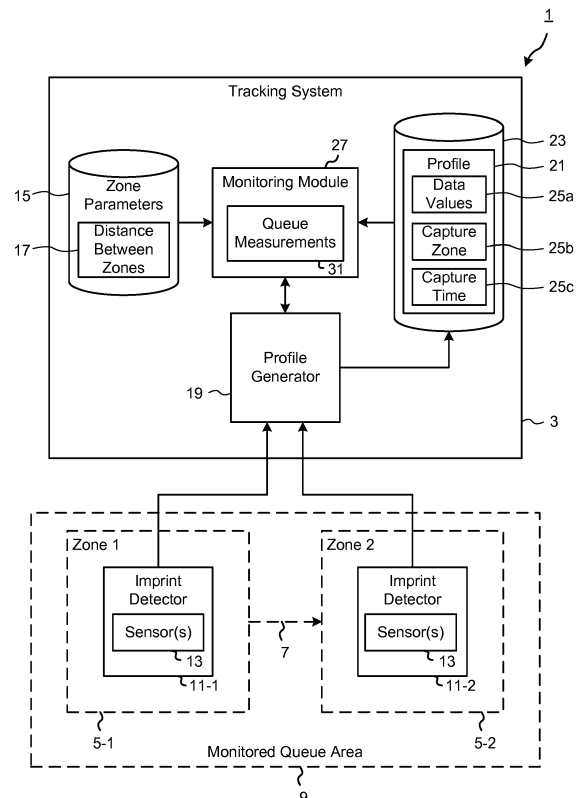 1
Tracking System
27
23
Profile
21
Monitoring Module
15
Zone
Parameters
Data
Values
25a
Queue
Measurements
17
Distance
Between
Zones
Capture
Zone
25b
31
Capture
Time
25c
Profile
Generator
19
3
Zone 1
Zone 2
Imprint
Detector
Imprint
Detector
Sensor(s)
Sensor(s)
13
7
13
11-1
11-2
5-1
5-2
Monitored Queue Area
9